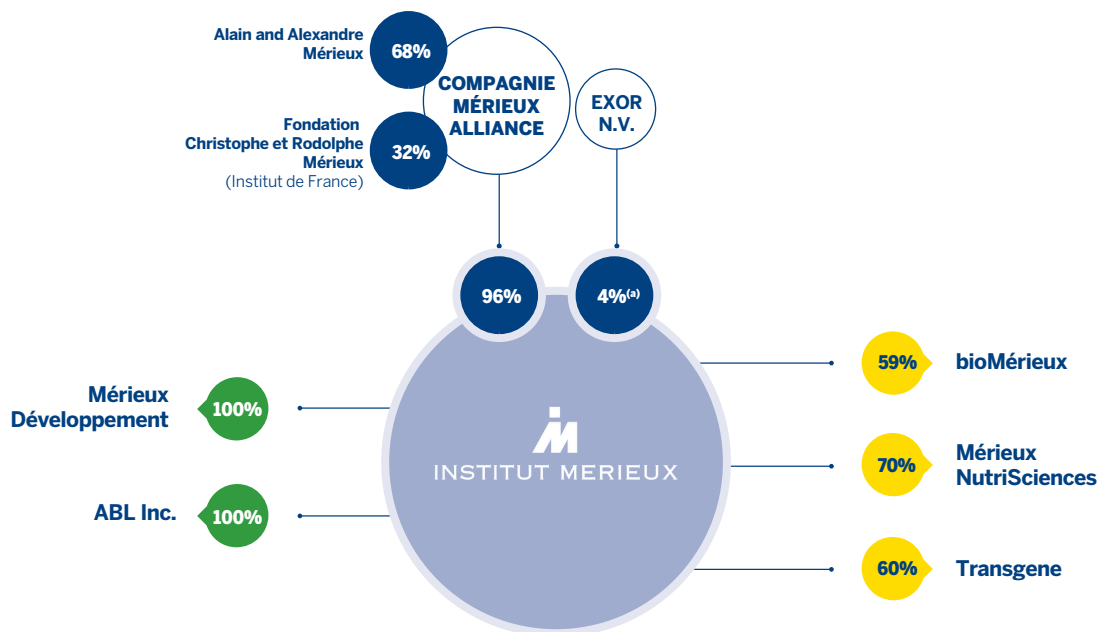 Alain and Alexandre
Mérieux
68%
COMPAGNIE
MÉRIEUX
ALLIANCE
EXOR
N.V.
Fondation
Christophe et Rodolphe
Mérieux
(Institut de France)
32%
96%
4%(a)
Mérieux
Développement
100%
ABL Inc.
100%
INSTITUT MERIEUX
59%
bioMérieux
70%
Mérieux
NutriSciences
60%
Transgene